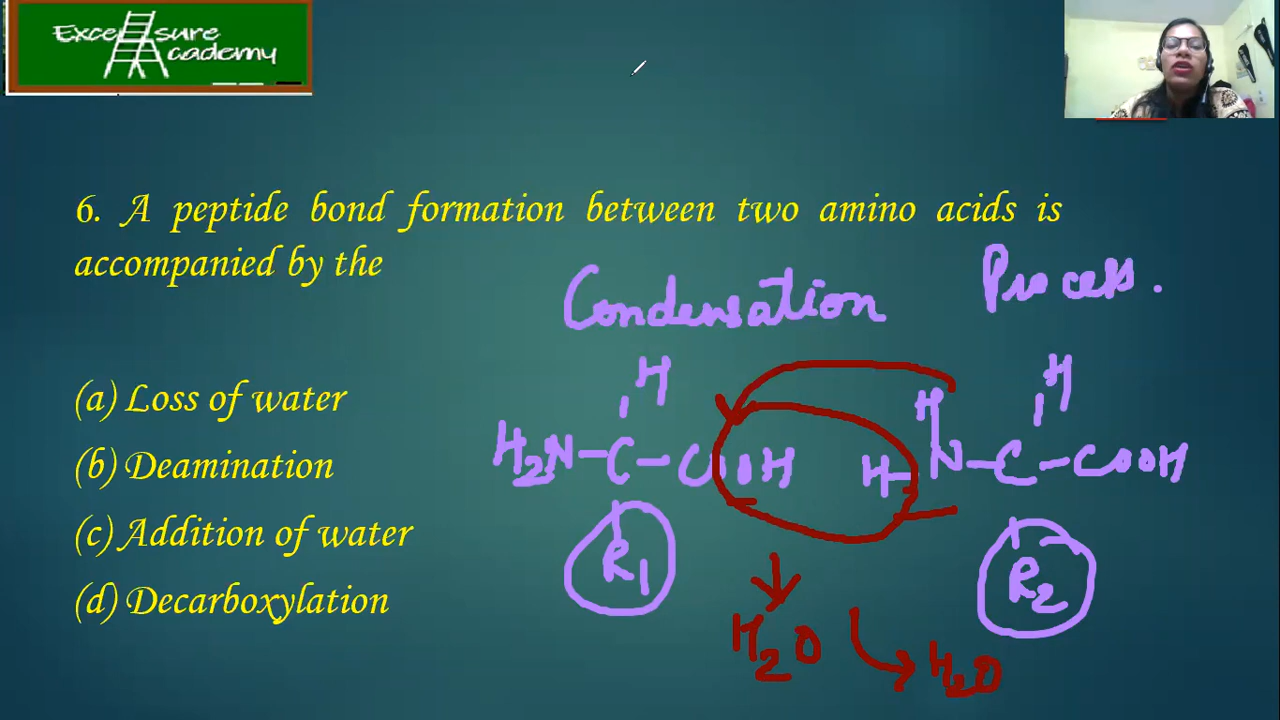 Excel sure
Academy
6. A peptide bond formation between two amino acids is
accompanied by the
Condensation Process.
(a) Loss of water
(b) Deamination
(c) Addition of water
(d) Decarboxylation
H H H
H2N-C-COOH H-N-C-COOH
R1 R2
H2O H2O